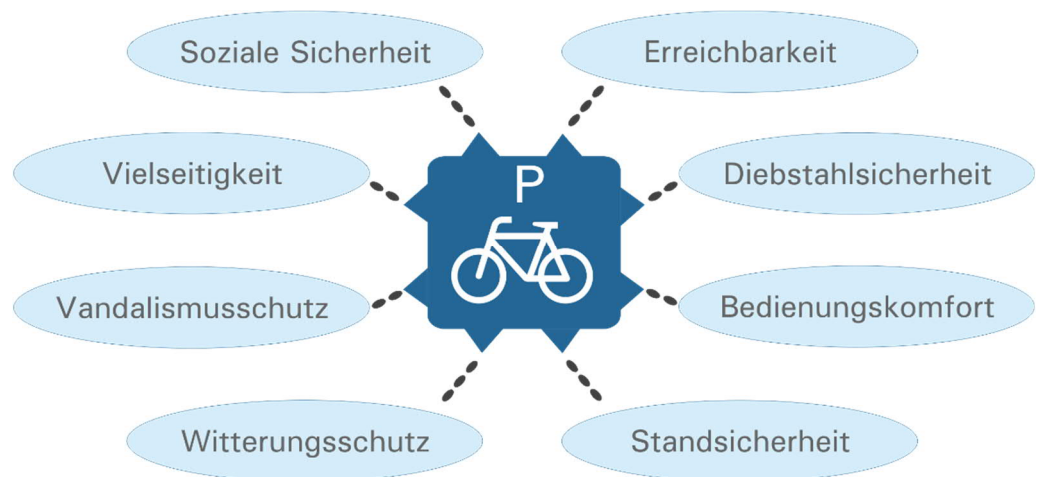 Soziale Sicherheit
Erreichbarkeit
Vielseitigkeit
P
Diebstahlsicherheit
Vandalismusschutz
Bedienungskomfort
Witterungsschutz
Standsicherheit